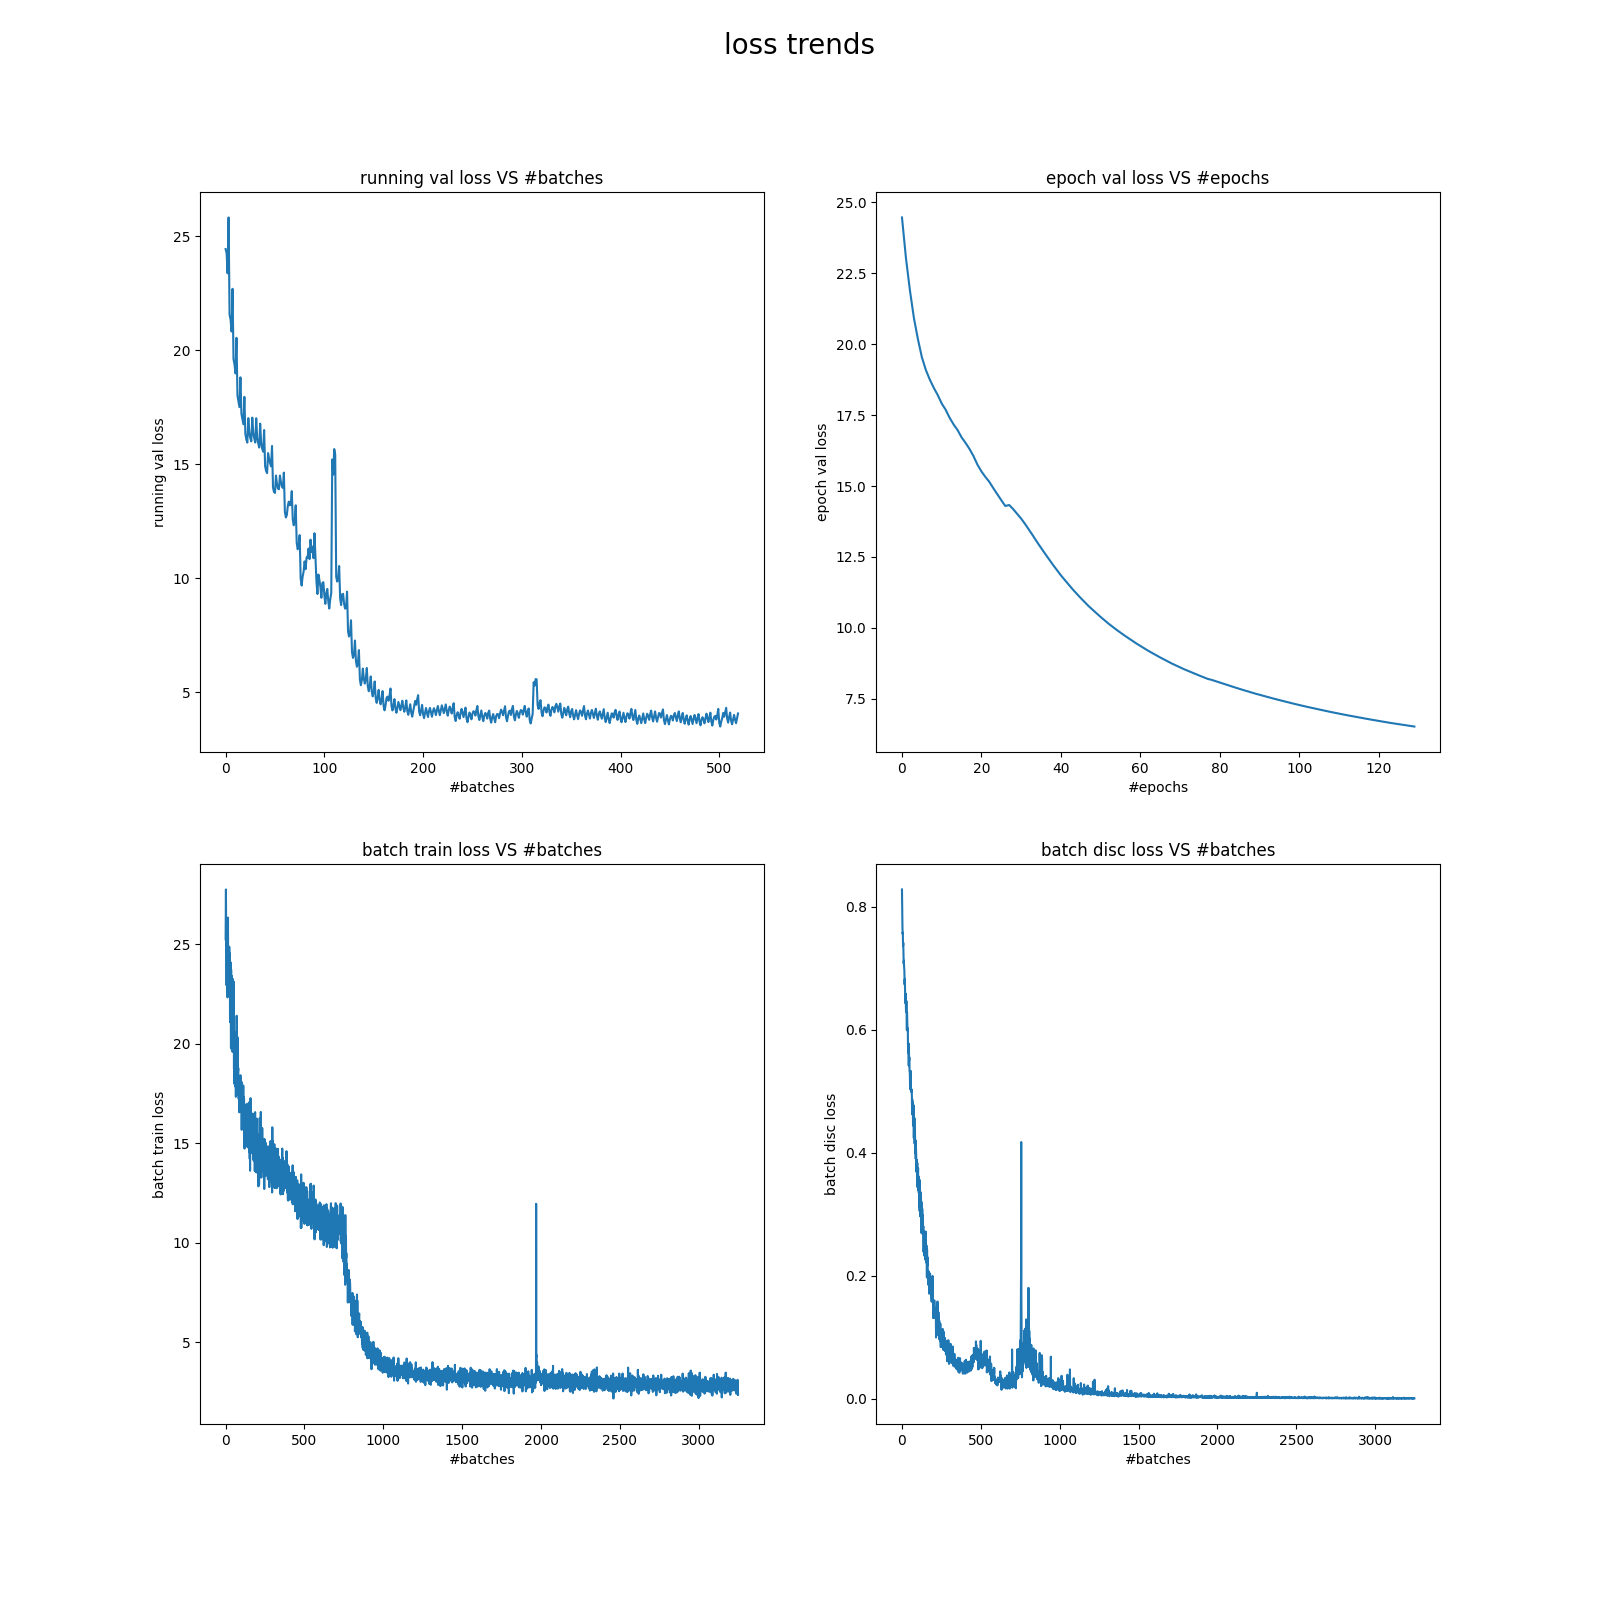 loss trends
running val loss VS #batches
running val loss
25
20
15
10
5
0 100 200 300 400 500
#batches
epoch val loss VS #epochs
epoch val loss
25.0
22.5
20.0
17.5
15.0
12.5
10.0
7.5
0 20 40 60 80 100 120
#epochs
batch train loss VS #batches
batch train loss
25
20
15
10
5
0 500 1000 1500 2000 2500 3000
#batches
batch disc loss VS #batches
batch disc loss
0.8
0.6
0.4
0.2
0.0
0 500 1000 1500 2000 2500 3000
#batches